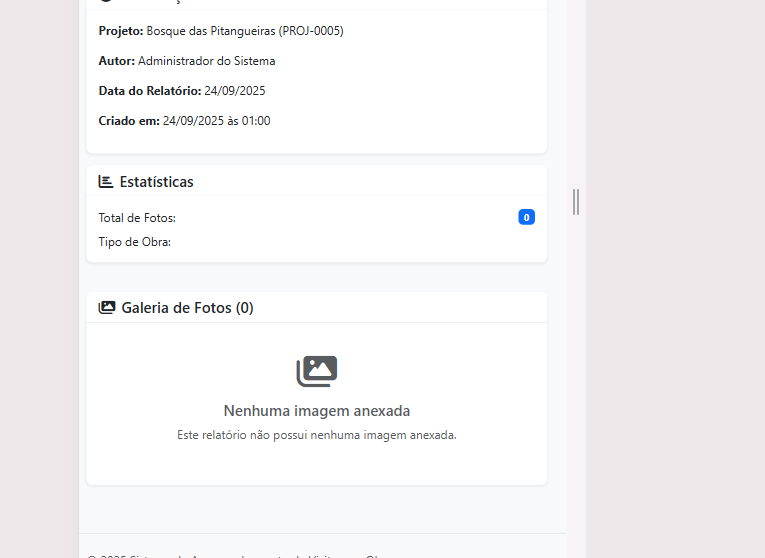 Projeto: Bosque das Pitangueiras (PROJ-0005)
Autor: Administrador do Sistema
Data do Relatório: 24/09/2025
Criado em: 24/09/2025 às 01:00
Estatísticas
Total de Fotos: 0
Tipo de Obra:
Galeria de Fotos (0)
Nenhuma imagem anexada
Este relatório não possui nenhuma imagem anexada.